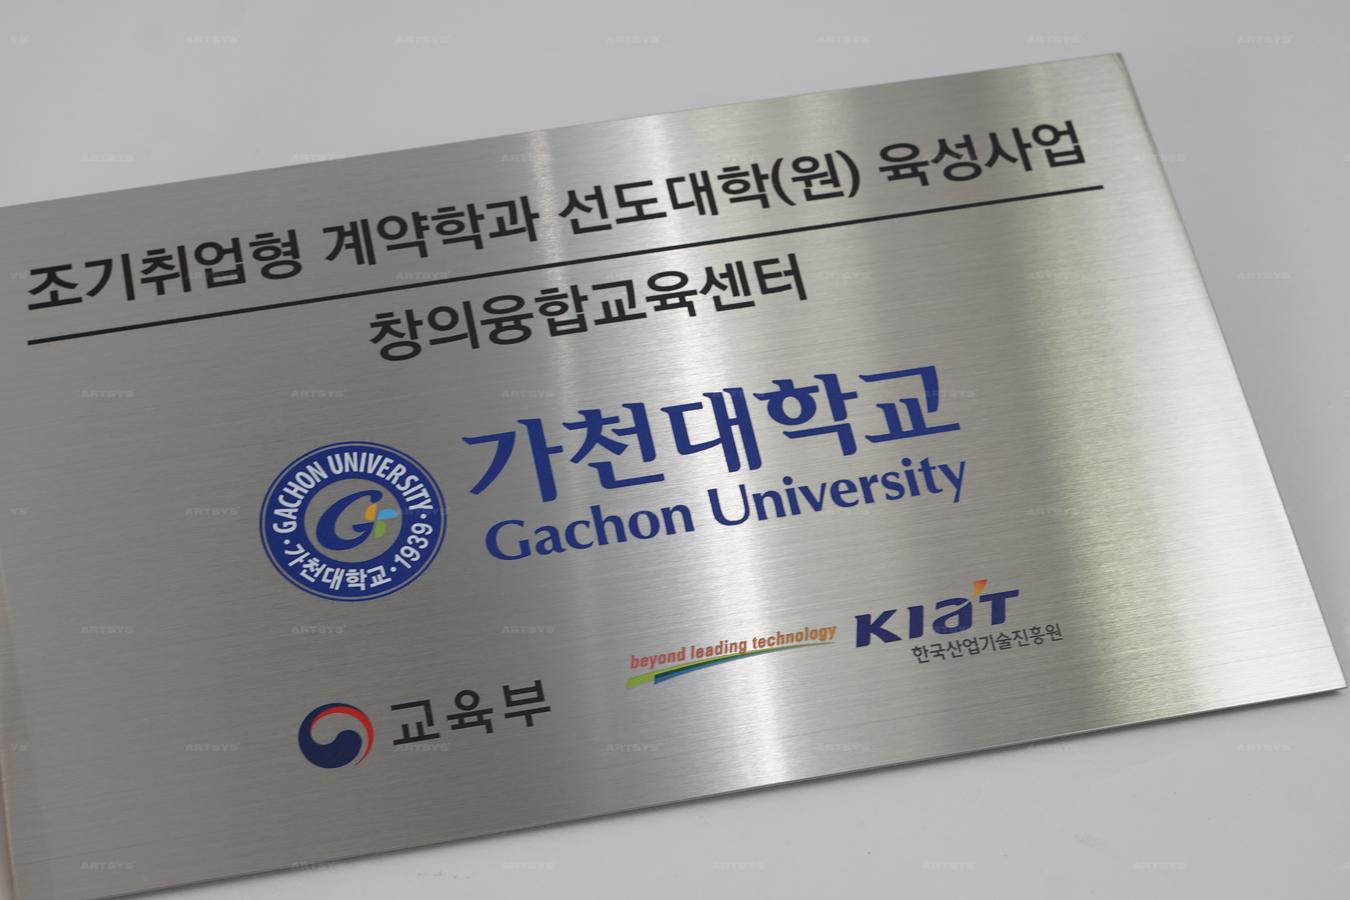 조기취업형 계약학과 선도대학(원) 육성사업
창의융합교육센터
GACHON UNIVERSITY · 1939 · 가천대학교 ·
가천대학교
Gachon University
교육부
beyond leading technology
KIAT
한국산업기술진흥원
ARTSYS